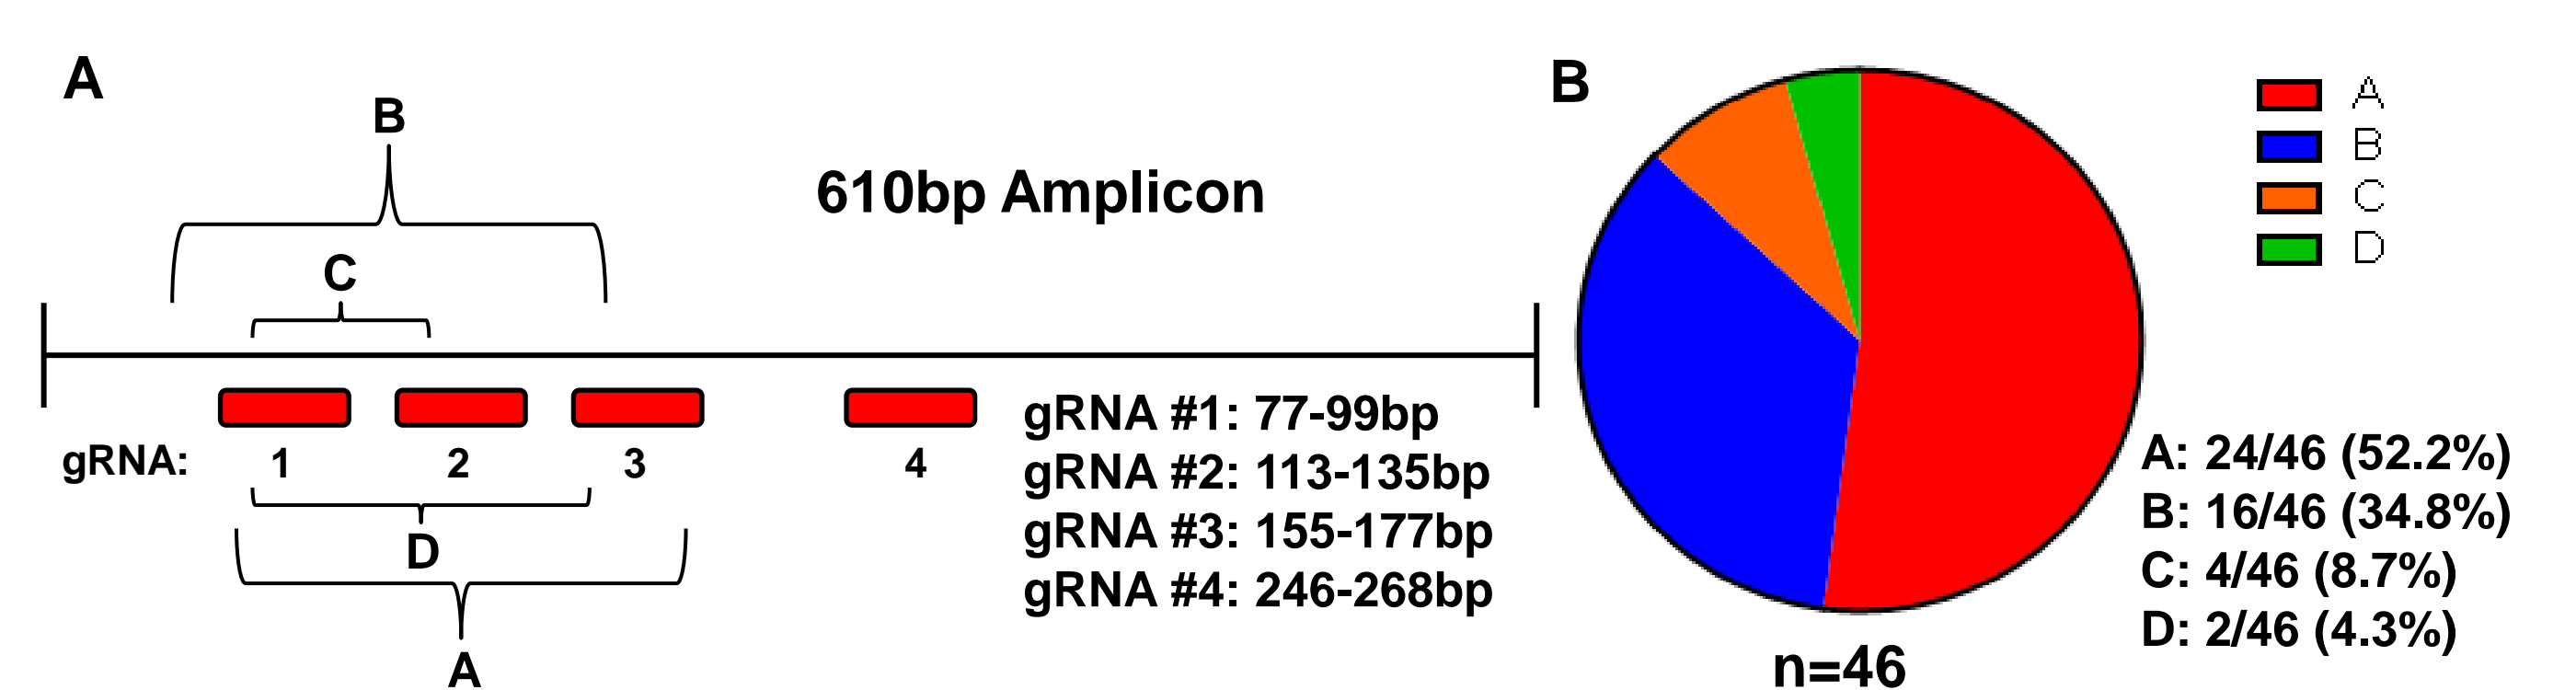 A
B
C
610bp Amplicon
gRNA:
1
2
3
4
D
A
gRNA #1: 77-99bp
gRNA #2: 113-135bp
gRNA #3: 155-177bp
gRNA #4: 246-268bp
B
A
B
C
D
A: 24/46 (52.2%)
B: 16/46 (34.8%)
C: 4/46 (8.7%)
D: 2/46 (4.3%)
n=46